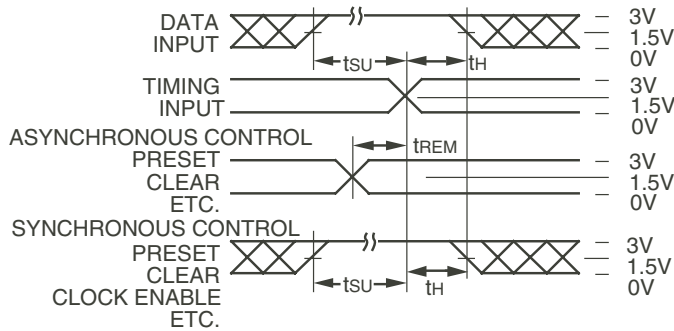 DATA
INPUT
3V
1.5V
0V
tSU
tH
TIMING
INPUT
3V
1.5V
0V
ASYNCHRONOUS CONTROL
tREM
PRESET
CLEAR
ETC.
3V
1.5V
0V
SYNCHRONOUS CONTROL
PRESET
CLEAR
CLOCK ENABLE
ETC.
3V
1.5V
0V
tSU
tH